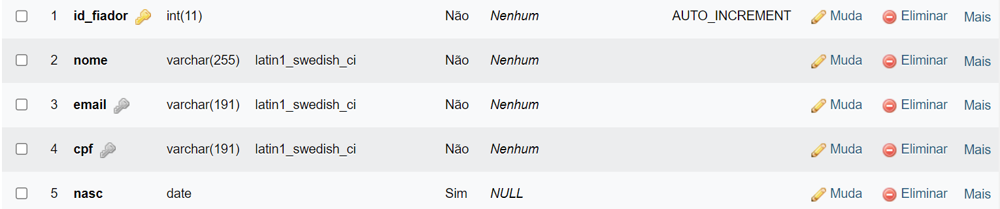 1 id_fiador int(11) Não Nenhum AUTO_INCREMENT Muda Eliminar Mais
2 nome varchar(255) latin1_swedish_ci Não Nenhum Muda Eliminar Mais
3 email varchar(191) latin1_swedish_ci Não Nenhum Muda Eliminar Mais
4 cpf varchar(191) latin1_swedish_ci Não Nenhum Muda Eliminar Mais
5 nasc date Sim NULL Muda Eliminar Mais